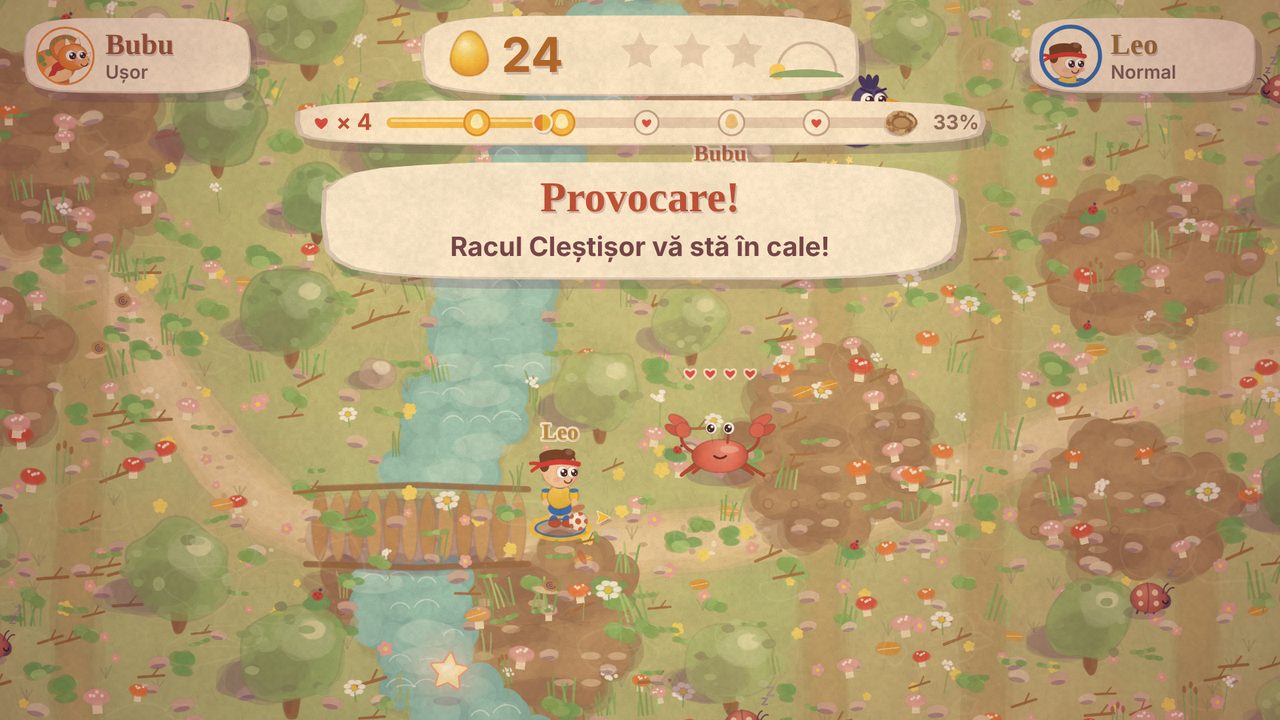 Bubu
Ușor
24
Leo
Normal
× 4
33%
Bubu
Provocare!
Racul Cleștișor vă stă în cale!
Leo